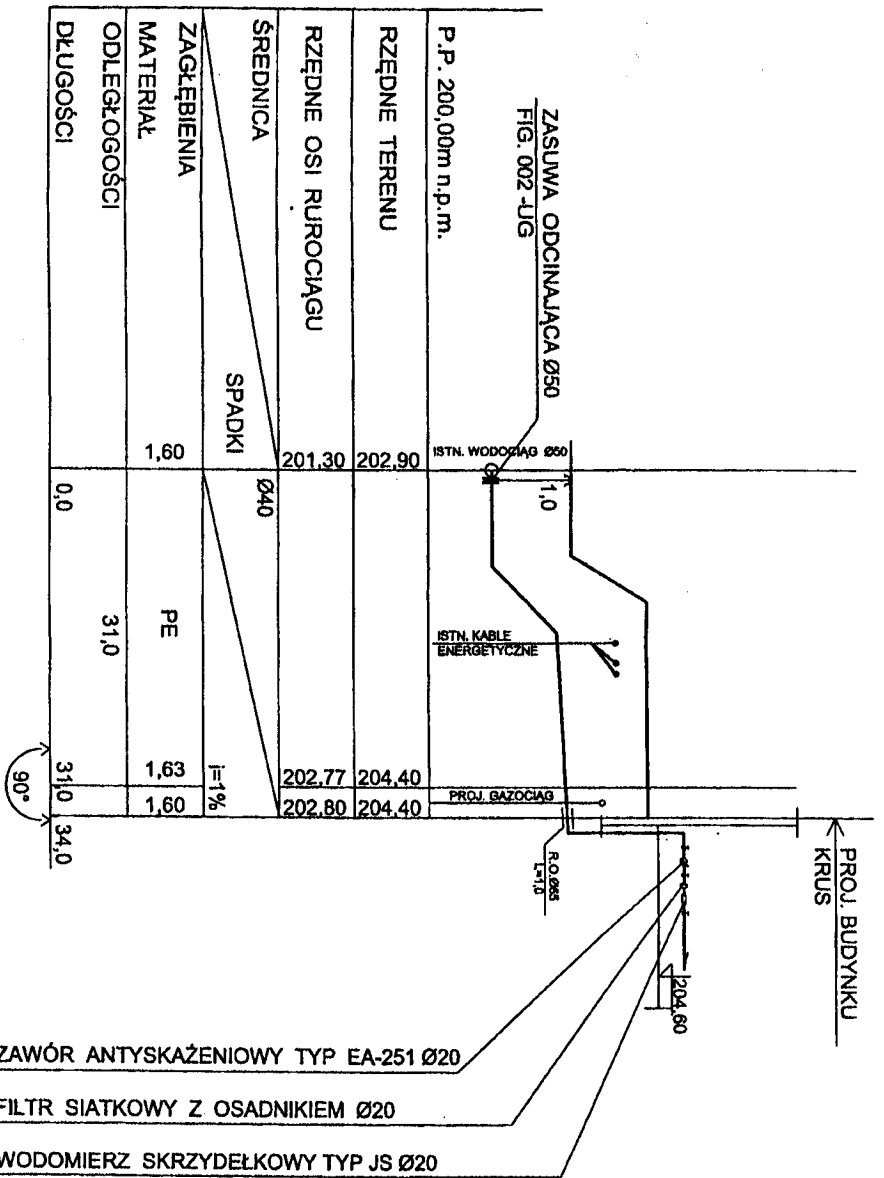 ZASUWA ODCINAJĄCA Ø50
FIG. 002 -UG
PROJ. BUDYNKU
KRUS
1,0
204,60
ISTN. WODOCIĄG Ø50
ISTN. KABLE
ENERGETYCZNE
PROJ. GAZOCIĄG
R.O.Ø65
L=1,0
P.P. 200,00m n.p.m.
RZĘDNE TERENU
202,90
204,40
204,40
RZĘDNE OSI RUROCIĄGU
201,30
202,77
202,80
ŚREDNICA
SPADKI
Ø40
i=1%
ZAGŁĘBIENIA
1,60
1,63
1,60
MATERIAŁ
PE
ODLEGŁOGOŚCI
31,0
DŁUGOŚCI
0,0
31,0
34,0
90°
ZAWÓR ANTYSKAŻENIOWY TYP EA-251 Ø20
FILTR SIATKOWY Z OSADNIKIEM Ø20
WODOMIERZ SKRZYDEŁKOWY TYP JS Ø20